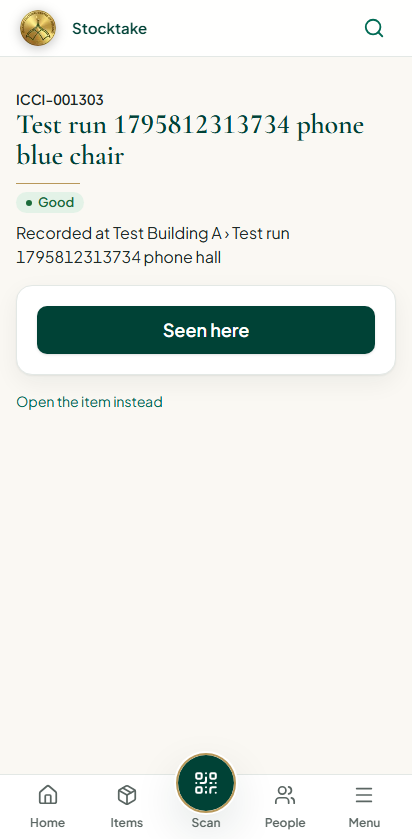 Stocktake
ICCI-001303
Test run 1795812313734 phone
blue chair
Good
Recorded at Test Building A › Test run
1795812313734 phone hall
Seen here
Open the item instead
Home
Items
Scan
People
Menu